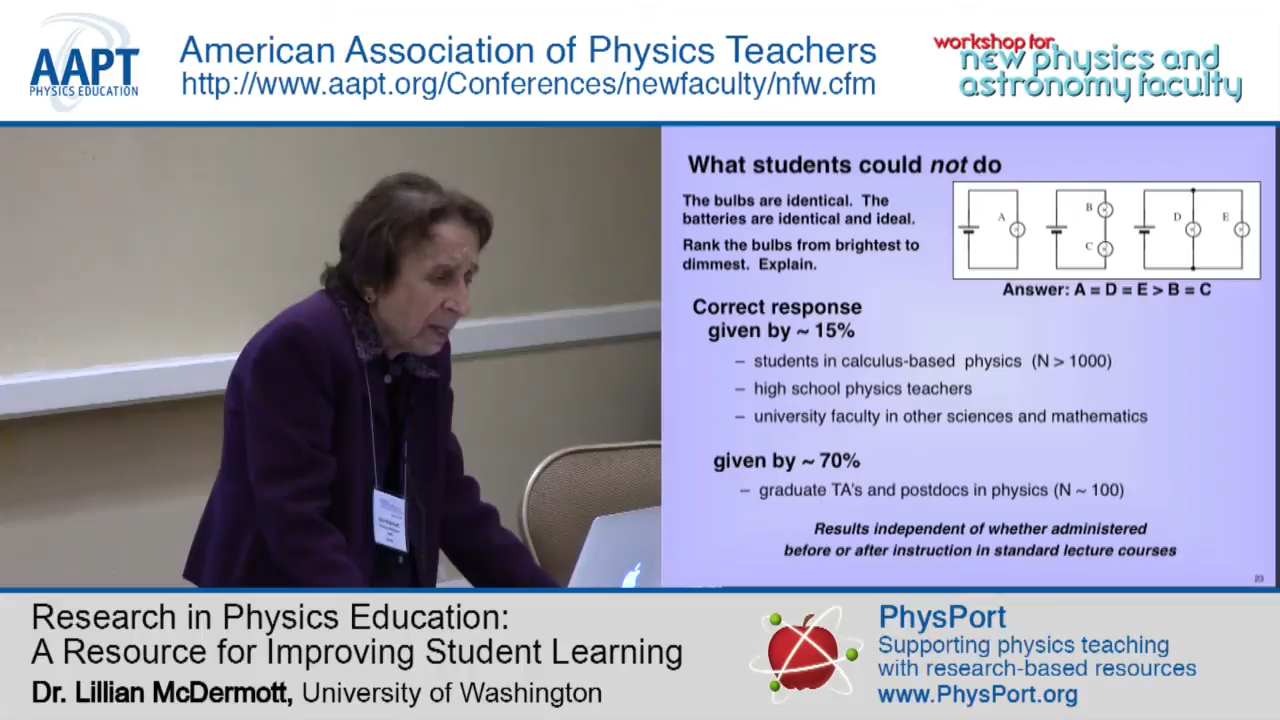 AAPT
PHYSICS EDUCATION
American Association of Physics Teachers
http://www.aapt.org/Conferences/newfaculty/nfw.cfm
workshop for
new physics and
astronomy faculty
What students could not do
The bulbs are identical. The
batteries are identical and ideal.
Rank the bulbs from brightest to
dimmest. Explain.
A
B
C
D
E
Answer: A = D = E > B = C
Correct response
given by ~ 15%
– students in calculus-based physics (N > 1000)
– high school physics teachers
– university faculty in other sciences and mathematics
given by ~ 70%
– graduate TA's and postdocs in physics (N ~ 100)
Results independent of whether administered
before or after instruction in standard lecture courses
23
Research in Physics Education:
A Resource for Improving Student Learning
Dr. Lillian McDermott, University of Washington
PhysPort
Supporting physics teaching
with research-based resources
www.PhysPort.org